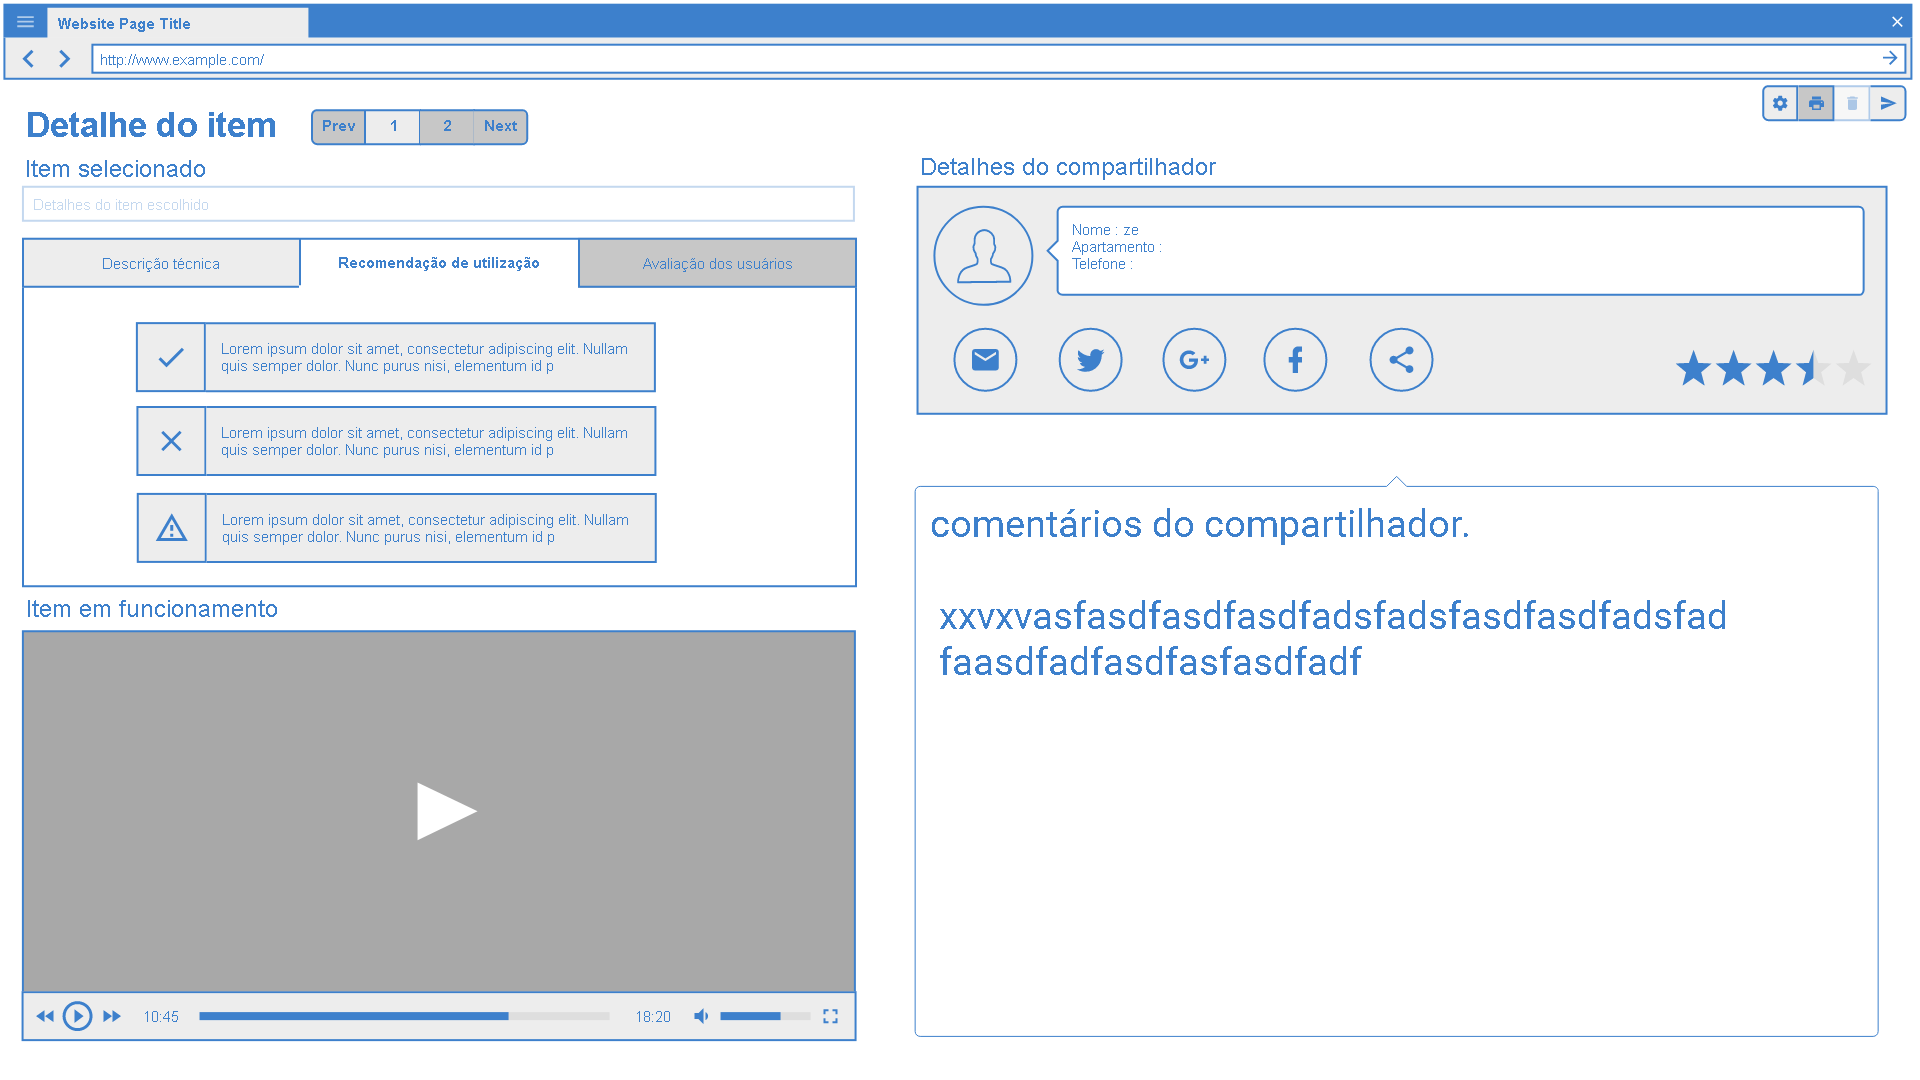 Website Page Title
http://www.example.com/
Detalhe do item
Prev 1 2 Next
Item selecionado
Detalhes do item escolhido
Descrição técnica
Recomendação de utilização
Avaliação dos usuários
Lorem ipsum dolor sit amet, consectetur adipiscing elit. Nullam
quis semper dolor. Nunc purus nisi, elementum id p
Lorem ipsum dolor sit amet, consectetur adipiscing elit. Nullam
quis semper dolor. Nunc purus nisi, elementum id p
Lorem ipsum dolor sit amet, consectetur adipiscing elit. Nullam
quis semper dolor. Nunc purus nisi, elementum id p
Item em funcionamento
10:45
18:20
Detalhes do compartilhador
Nome : ze
Apartamento :
Telefone :
G+
comentários do compartilhador.
xxvxvasfasdfasdfasdfadsfadsfasdfasdfadsfad
faasdfadfasdfasfasdfadf